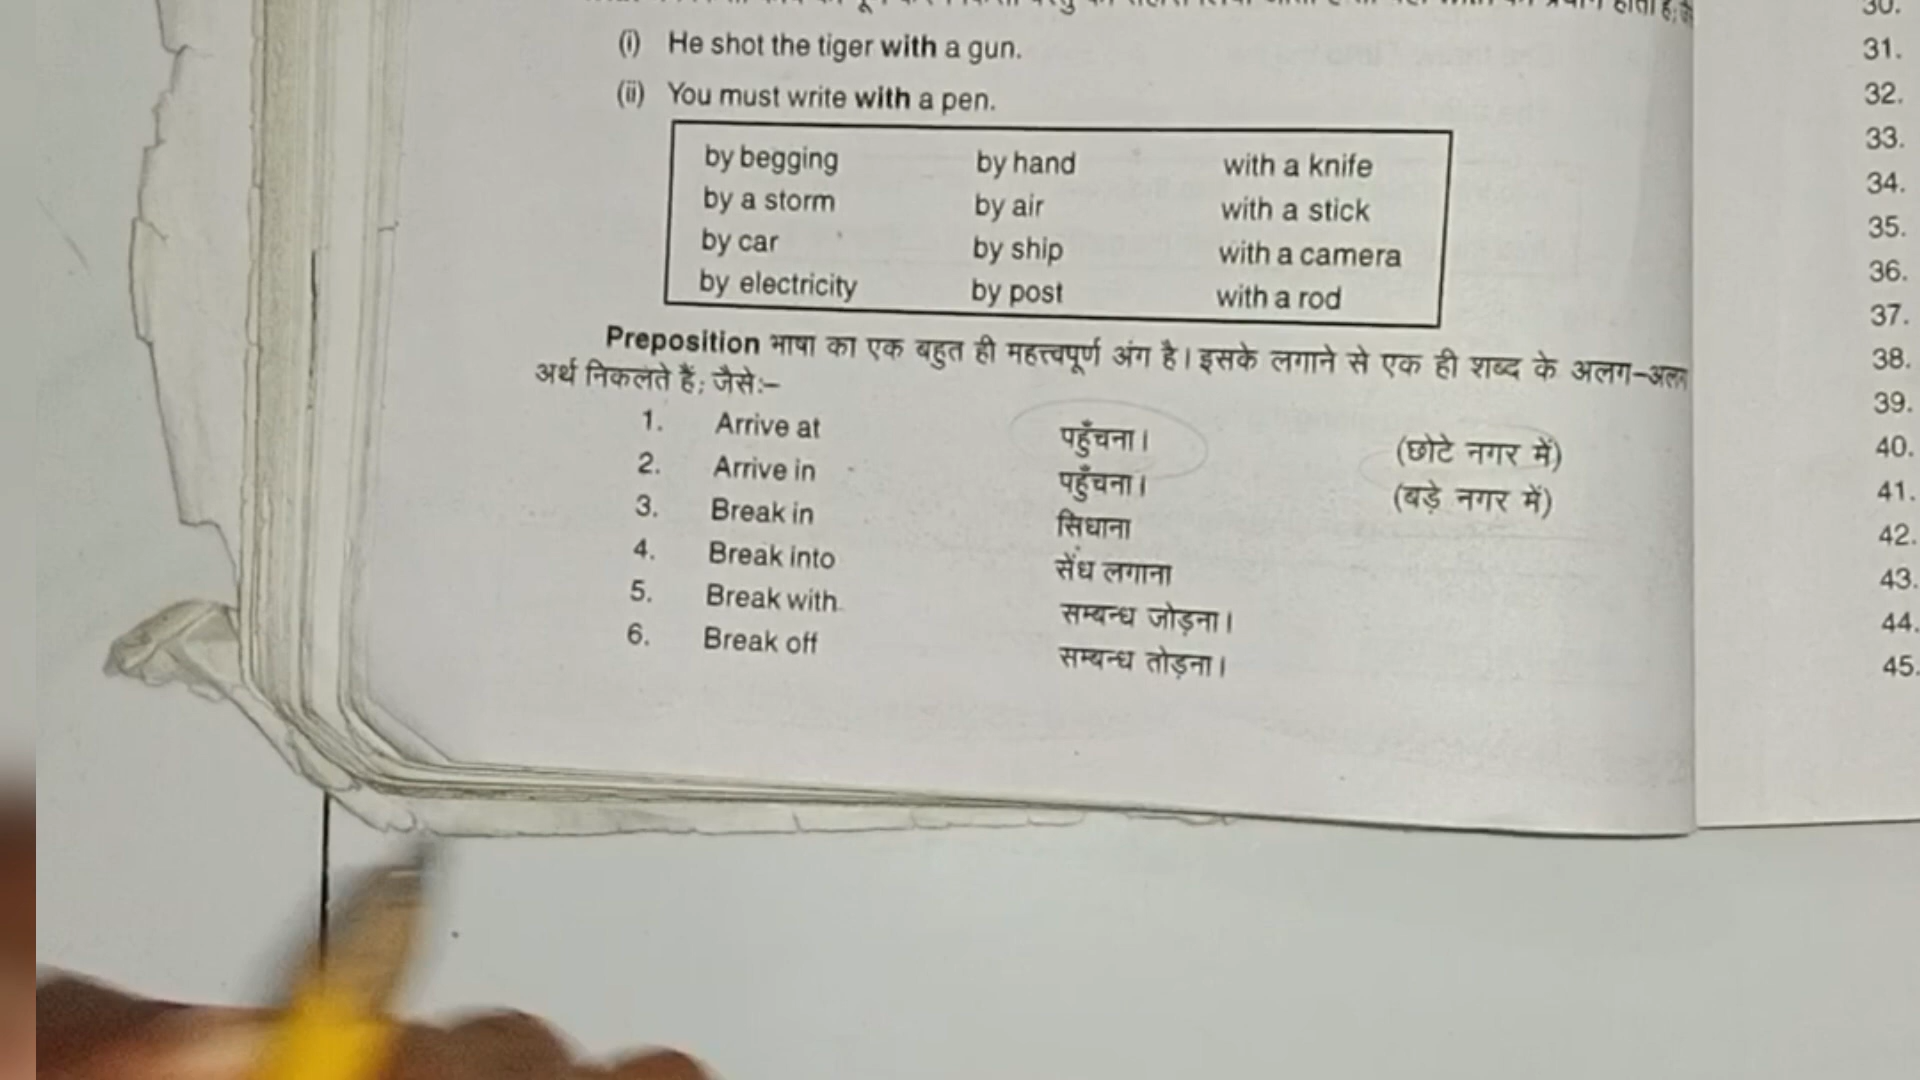 (i) He shot the tiger with a gun.
(ii) You must write with a pen.
by begging by hand with a knife
by a storm by air with a stick
by car by ship with a camera
by electricity by post with a rod
Preposition भाषा का एक बहुत ही महत्त्वपूर्ण अंग है। इसके लगाने से एक ही शब्द के अलग-अलग
अर्थ निकलते हैं; जैसे:-
1. Arrive at पहुँचना। (छोटे नगर में)
2. Arrive in पहुँचना। (बड़े नगर में)
3. Break in सिधाना
4. Break into सेंध लगाना
5. Break with सम्बन्ध जोड़ना।
6. Break off सम्बन्ध तोड़ना।
30.
31.
32.
33.
34.
35.
36.
37.
38.
39.
40.
41.
42.
43.
44.
45.